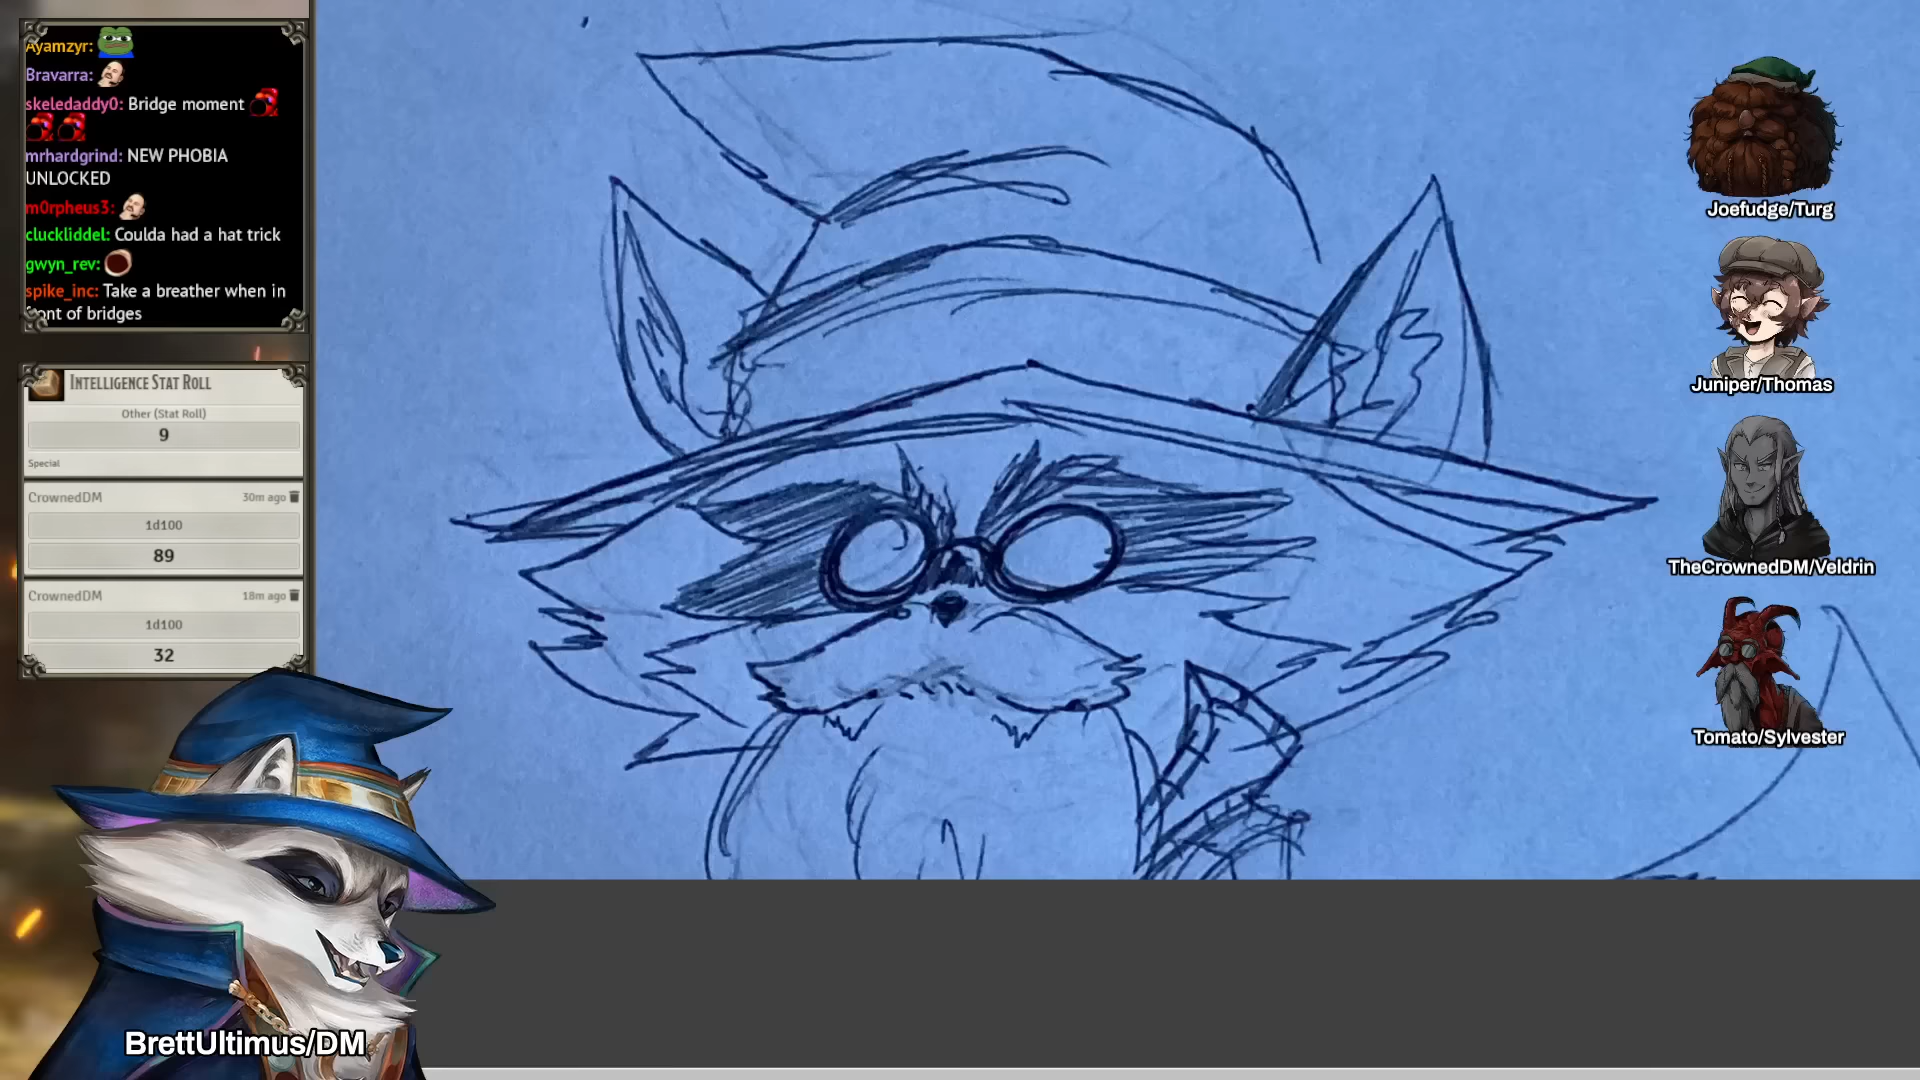 Ayamzyr:
Bravarra:
skeledaddy0: Bridge moment
mrhardgrind: NEW PHOBIA
UNLOCKED
m0rpheus3:
cluckliddel: Coulda had a hat trick
gwyn_rev:
spike_inc: Take a breather when in
front of bridges
INTELLIGENCE STAT ROLL
Other (Stat Roll)
9
Special
CrownedDM 30m ago
1d100
89
CrownedDM 18m ago
1d100
32
BrettUltimus/DM
Joefudge/Turg
Juniper/Thomas
TheCrownedDM/Veldrin
Tomato/Sylvester